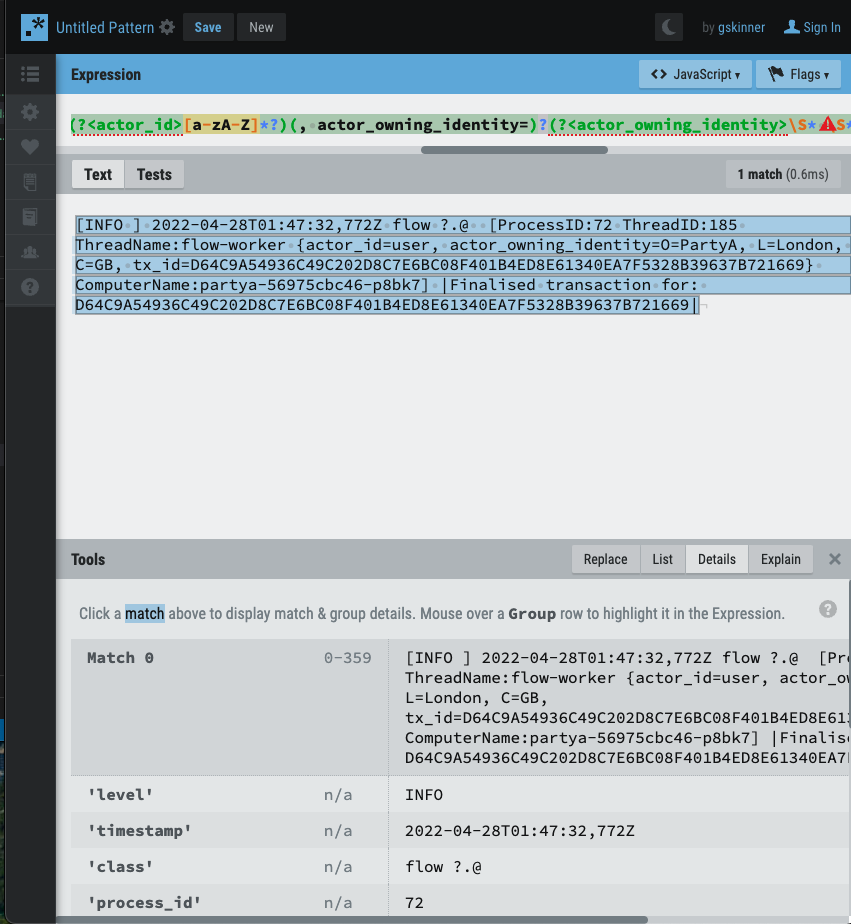 .* Untitled Pattern Save New by gskinner Sign In
Expression <> JavaScript ▾ Flags ▾
(?<actor_id>[a-zA-Z]*?)(, actor_owning_identity=)?(?<actor_owning_identity>\S* S*
Text Tests 1 match (0.6ms)
[INFO ] 2022-04-28T01:47:32,772Z flow ?.@  [ProcessID:72 ThreadID:185
ThreadName:flow-worker {actor_id=user, actor_owning_identity=O=PartyA, L=London,
C=GB, tx_id=D64C9A54936C49C202D8C7E6BC08F401B4ED8E61340EA7F5328B39637B721669}
ComputerName:partya-56975cbc46-p8bk7] |Finalised transaction for:
D64C9A54936C49C202D8C7E6BC08F401B4ED8E61340EA7F5328B39637B721669|
Tools Replace List Details Explain ×
Click a match above to display match & group details. Mouse over a Group row to highlight it in the Expression. ?
Match 0 0-359 [INFO ] 2022-04-28T01:47:32,772Z flow ?.@  [Pro
ThreadName:flow-worker {actor_id=user, actor_ow
L=London, C=GB,
tx_id=D64C9A54936C49C202D8C7E6BC08F401B4ED8E613
ComputerName:partya-56975cbc46-p8bk7] |Finalise
D64C9A54936C49C202D8C7E6BC08F401B4ED8E61340EA7F
'level' n/a INFO
'timestamp' n/a 2022-04-28T01:47:32,772Z
'class' n/a flow ?.@
'process_id' n/a 72